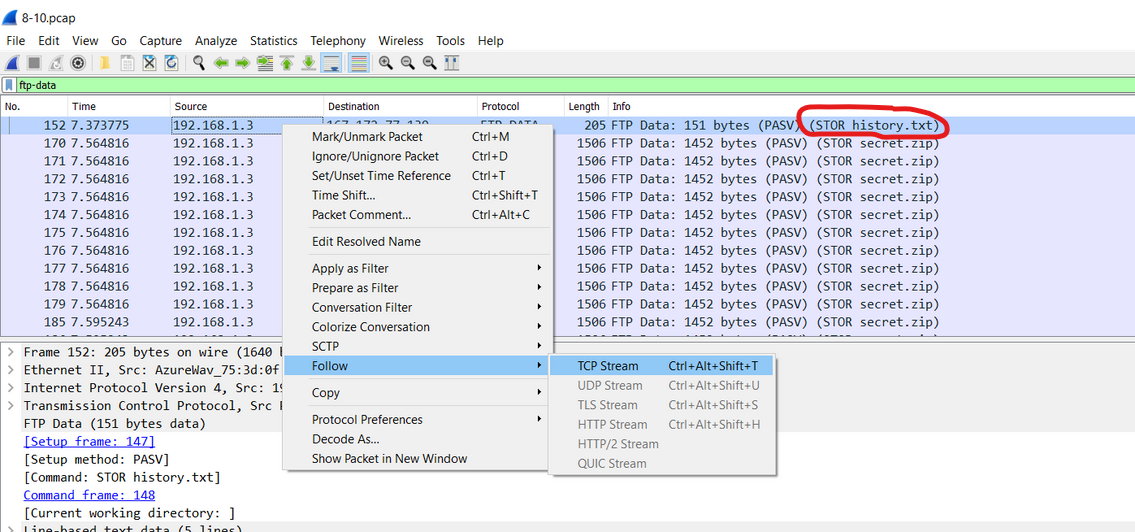 8-10.pcap
File Edit View Go Capture Analyze Statistics Telephony Wireless Tools Help
ftp-data
No. Time Source Destination Protocol Length Info
152 7.373775 192.168.1.3 205 FTP Data: 151 bytes (PASV) (STOR history.txt)
170 7.564816 192.168.1.3 1506 FTP Data: 1452 bytes (PASV) (STOR secret.zip)
171 7.564816 192.168.1.3 1506 FTP Data: 1452 bytes (PASV) (STOR secret.zip)
172 7.564816 192.168.1.3 1506 FTP Data: 1452 bytes (PASV) (STOR secret.zip)
173 7.564816 192.168.1.3 1506 FTP Data: 1452 bytes (PASV) (STOR secret.zip)
174 7.564816 192.168.1.3 1506 FTP Data: 1452 bytes (PASV) (STOR secret.zip)
175 7.564816 192.168.1.3 1506 FTP Data: 1452 bytes (PASV) (STOR secret.zip)
176 7.564816 192.168.1.3 1506 FTP Data: 1452 bytes (PASV) (STOR secret.zip)
177 7.564816 192.168.1.3 1506 FTP Data: 1452 bytes (PASV) (STOR secret.zip)
178 7.564816 192.168.1.3 1506 FTP Data: 1452 bytes (PASV) (STOR secret.zip)
179 7.564816 192.168.1.3 1506 FTP Data: 1452 bytes (PASV) (STOR secret.zip)
185 7.595243 192.168.1.3 1506 FTP Data: 1452 bytes (PASV) (STOR secret.zip)
Mark/Unmark Packet Ctrl+M
Ignore/Unignore Packet Ctrl+D
Set/Unset Time Reference Ctrl+T
Time Shift... Ctrl+Shift+T
Packet Comment... Ctrl+Alt+C
Edit Resolved Name
Apply as Filter
Prepare as Filter
Conversation Filter
Colorize Conversation
SCTP
Follow
Copy
Protocol Preferences
Decode As...
Show Packet in New Window
TCP Stream Ctrl+Alt+Shift+T
UDP Stream Ctrl+Alt+Shift+U
TLS Stream Ctrl+Alt+Shift+S
HTTP Stream Ctrl+Alt+Shift+H
HTTP/2 Stream
QUIC Stream
Frame 152: 205 bytes on wire (1640
Ethernet II, Src: AzureWav_75:3d:0f
Internet Protocol Version 4, Src: 19
Transmission Control Protocol, Src
FTP Data (151 bytes data)
[Setup frame: 147]
[Setup method: PASV]
[Command: STOR history.txt]
Command frame: 148
[Current working directory: ]
Line-based text data (5 lines)